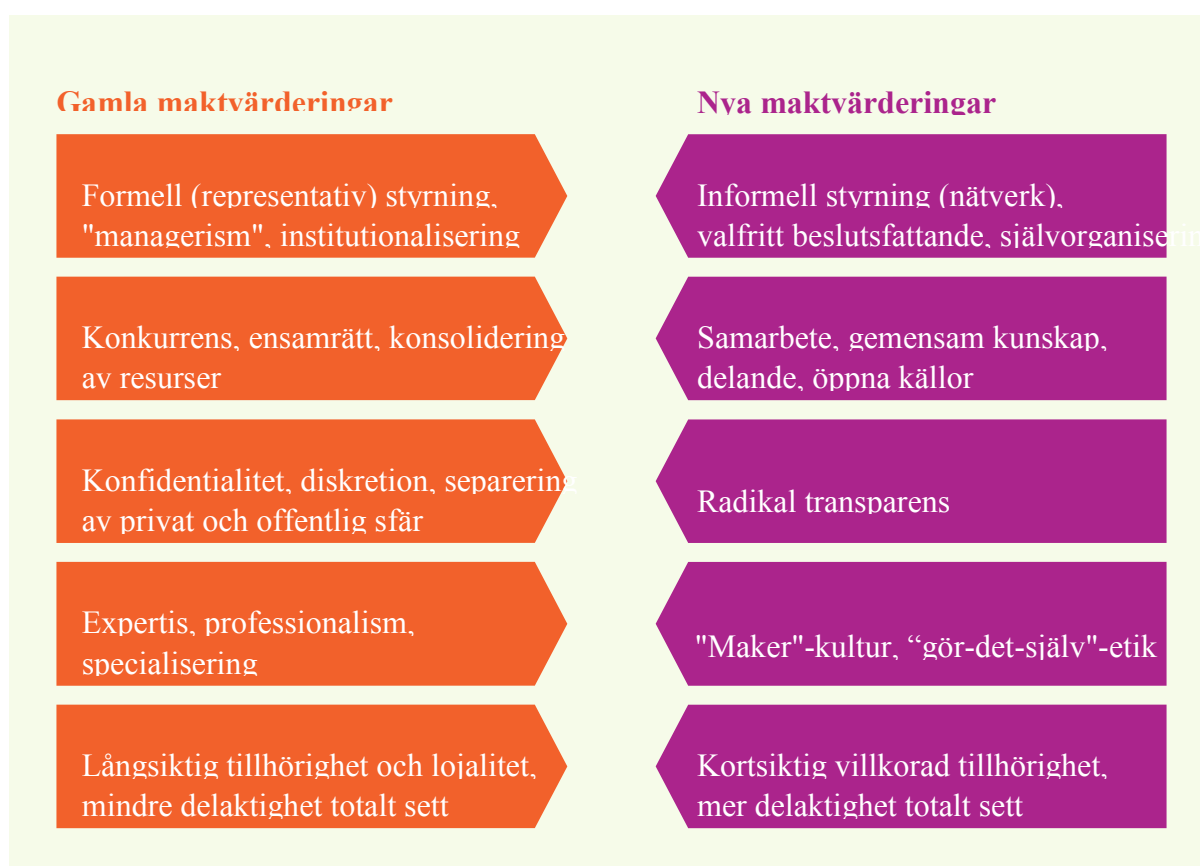 Gamla maktvärderingar
Nya maktvärderingar
Formell (representativ) styrning,
"managerism", institutionalisering
Informell styrning (nätverk),
valfritt beslutsfattande, självorganisering
Konkurrens, ensamrätt, konsolidering
av resurser
Samarbete, gemensam kunskap,
delande, öppna källor
Konfidentialitet, diskretion, separering
av privat och offentlig sfär
Radikal transparens
Expertis, professionalism,
specialisering
"Maker"-kultur, “gör-det-själv"-etik
Långsiktig tillhörighet och lojalitet,
mindre delaktighet totalt sett
Kortsiktig villkorad tillhörighet,
mer delaktighet totalt sett